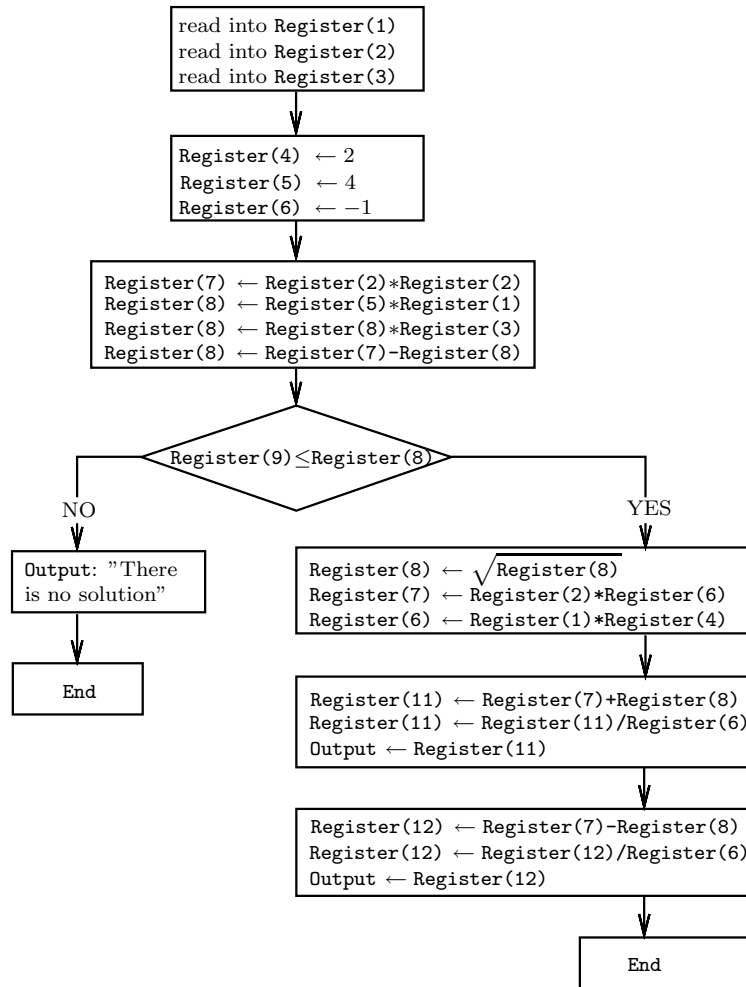 read into Register(1)
read into Register(2)
read into Register(3)
Register(4) ← 2
Register(5) ← 4
Register(6) ← −1
Register(7) ← Register(2)*Register(2)
Register(8) ← Register(5)*Register(1)
Register(8) ← Register(8)*Register(3)
Register(8) ← Register(7)-Register(8)
Register(9)≤Register(8)
NO
YES
Output: "There
is no solution"
End
Register(8) ← √Register(8)
Register(7) ← Register(2)*Register(6)
Register(6) ← Register(1)*Register(4)
Register(11) ← Register(7)+Register(8)
Register(11) ← Register(11)/Register(6)
Output ← Register(11)
Register(12) ← Register(7)-Register(8)
Register(12) ← Register(12)/Register(6)
Output ← Register(12)
End